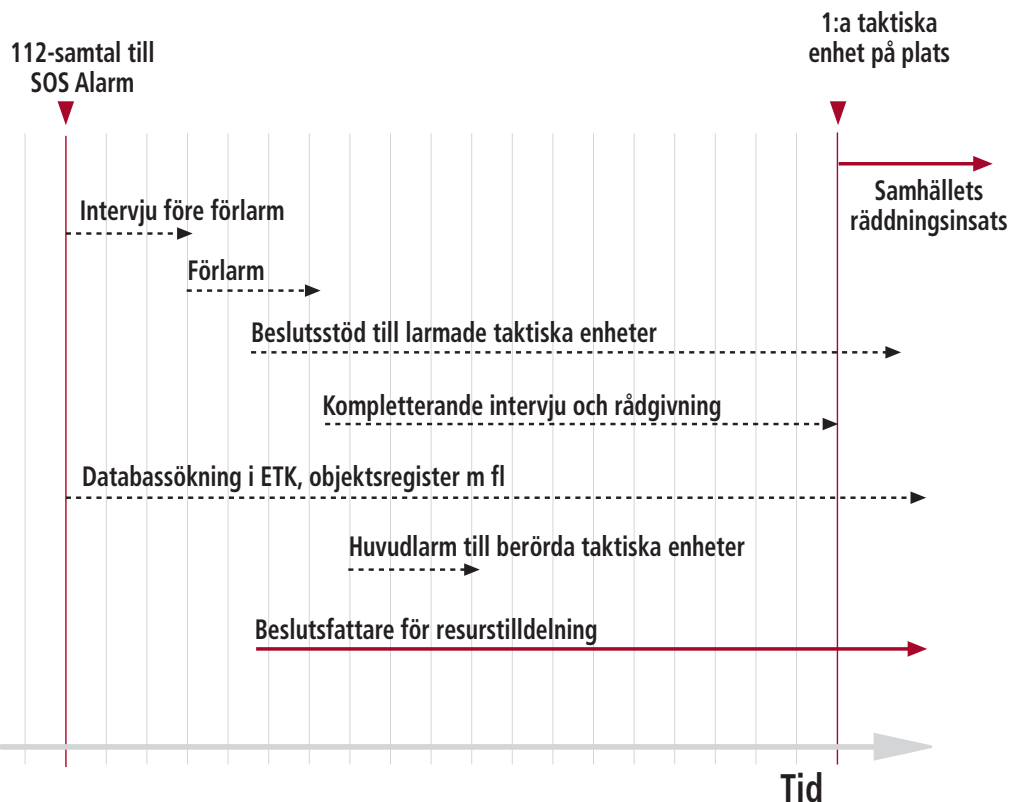 112-samtal till
SOS Alarm
1:a taktiska
enhet på plats
Samhällets
räddningsinsats
Intervju före förlarm
Förlarm
Beslutsstöd till larmade taktiska enheter
Kompletterande intervju och rådgivning
Databassökning i ETK, objektsregister m fl
Huvudlarm till berörda taktiska enheter
Beslutsfattare för resurstilldelning
Tid